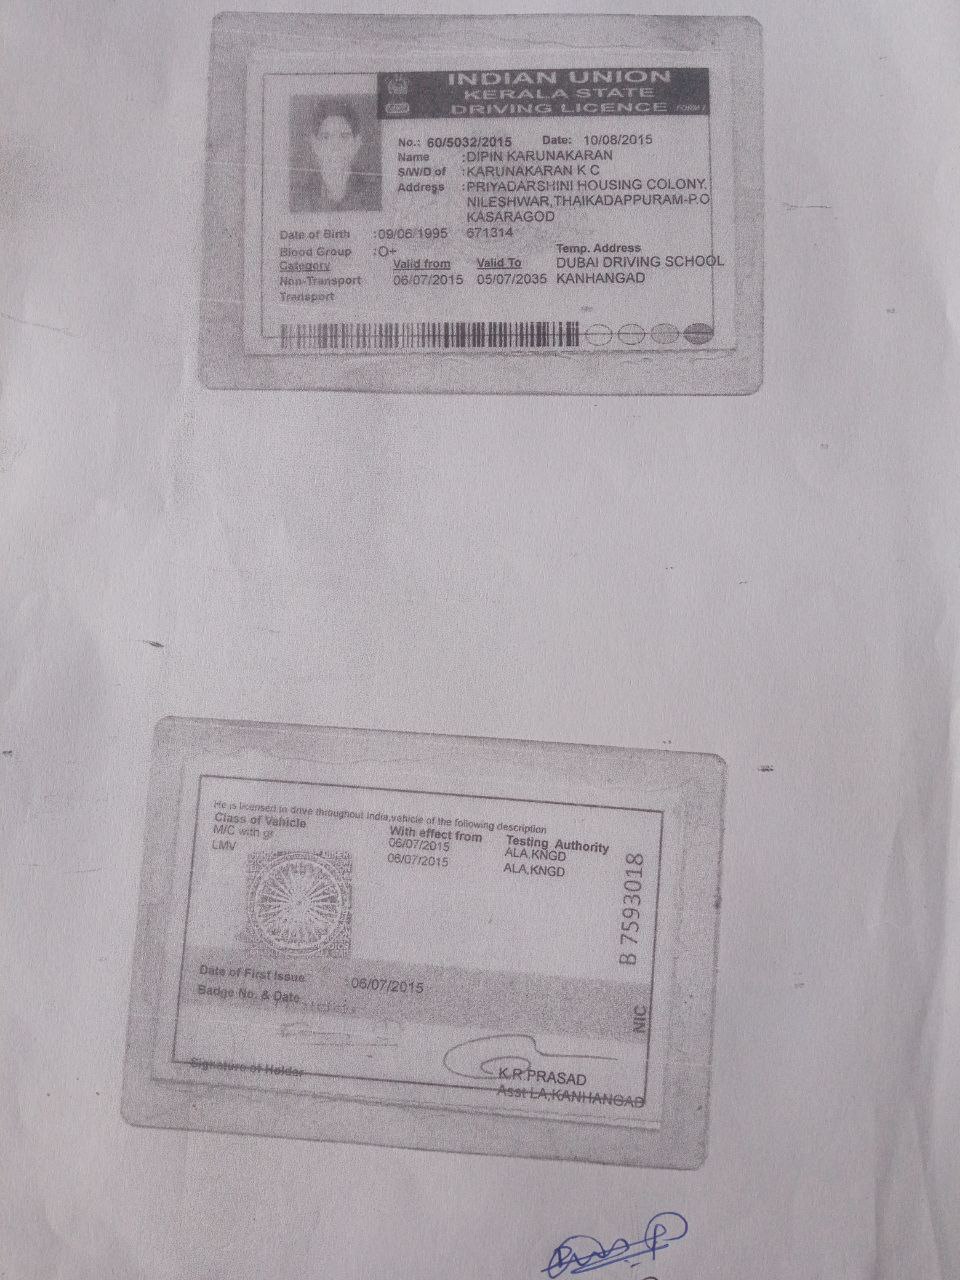 INDIAN UNION
KERALA STATE
DRIVING LICENCE FORM 7
No.: 60/5032/2015 Date: 10/08/2015
Name :DIPIN KARUNAKARAN
S/W/D of :KARUNAKARAN K C
Address :PRIYADARSHINI HOUSING COLONY,
NILESHWAR,THAIKADAPPURAM-P.O
KASARAGOD
Date of Birth :09/06/1995 671314
Blood Group :O+ Temp. Address
Category Valid from Valid To DUBAI DRIVING SCHOOL
Non-Transport 06/07/2015 05/07/2035 KANHANGAD
Transport
He is licensed to drive throughout India,vehicle of the following description
Class of Vehicle With effect from Testing Authority
M/C with gr 06/07/2015 ALA,KNGD
LMV 06/07/2015 ALA,KNGD
B 7593018
Date of First Issue :06/07/2015
Badge No. & Date
NIC
Signature of Holder
K.R.PRASAD
Asst LA,KANHANGAD